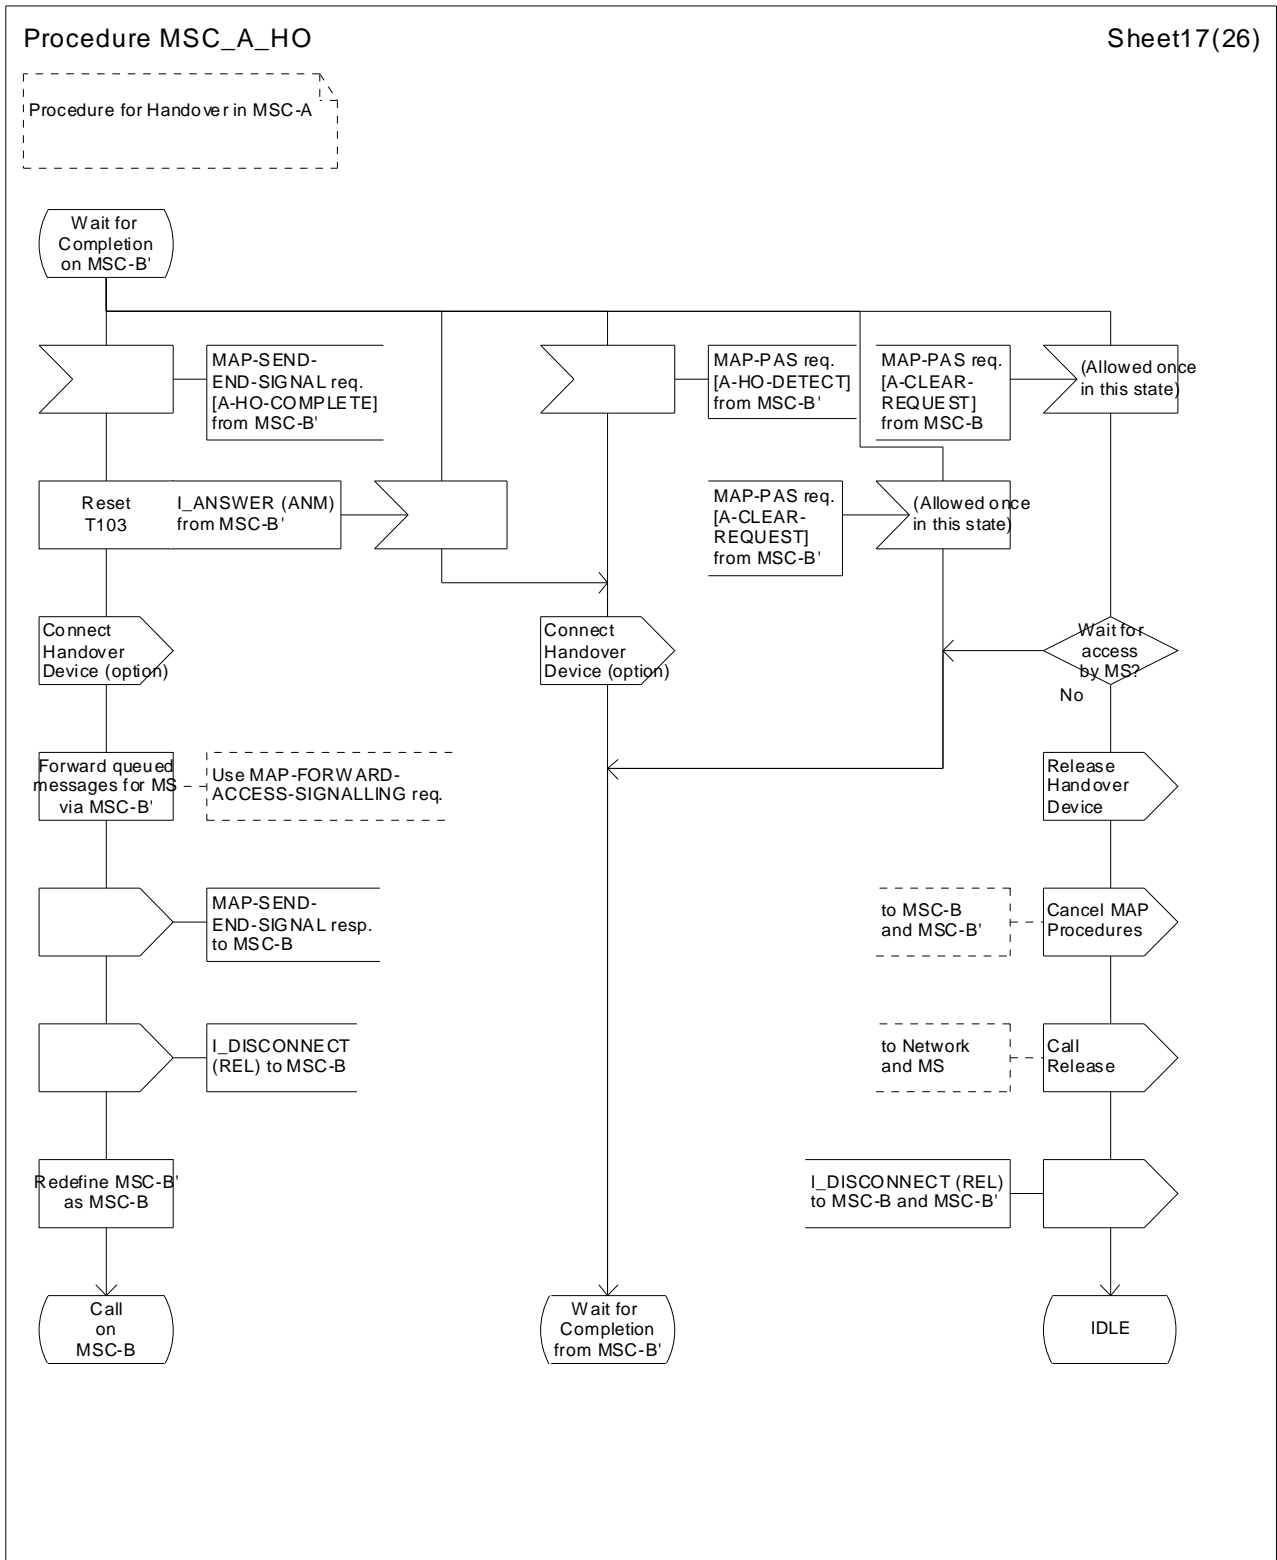 Procedure MSC_A_HO
Sheet17(26)
Procedure for Handover in MSC-A
Wait for
Completion
on MSC-B'
MAP-SEND-
END-SIGNAL req.
[A-HO-COMPLETE]
from MSC-B'
MAP-PAS req.
[A-HO-DETECT]
from MSC-B'
MAP-PAS req.
[A-CLEAR-
REQUEST]
from MSC-B
(Allowed once
in this state)
Reset
T103
I_ANSWER (ANM)
from MSC-B'
MAP-PAS req.
[A-CLEAR-
REQUEST]
from MSC-B'
(Allowed once
in this state)
Connect
Handover
Device (option)
Connect
Handover
Device (option)
Wait for
access
by MS?
No
Forward queued
messages for MS
via MSC-B'
Use MAP-FORWARD-
ACCESS-SIGNALLING req.
Release
Handover
Device
MAP-SEND-
END-SIGNAL resp.
to MSC-B
to MSC-B
and MSC-B'
Cancel MAP
Procedures
I_DISCONNECT
(REL) to MSC-B
to Network
and MS
Call
Release
Redefine MSC-B'
as MSC-B
I_DISCONNECT (REL)
to MSC-B and MSC-B'
Call
on
MSC-B
Wait for
Completion
from MSC-B'
IDLE